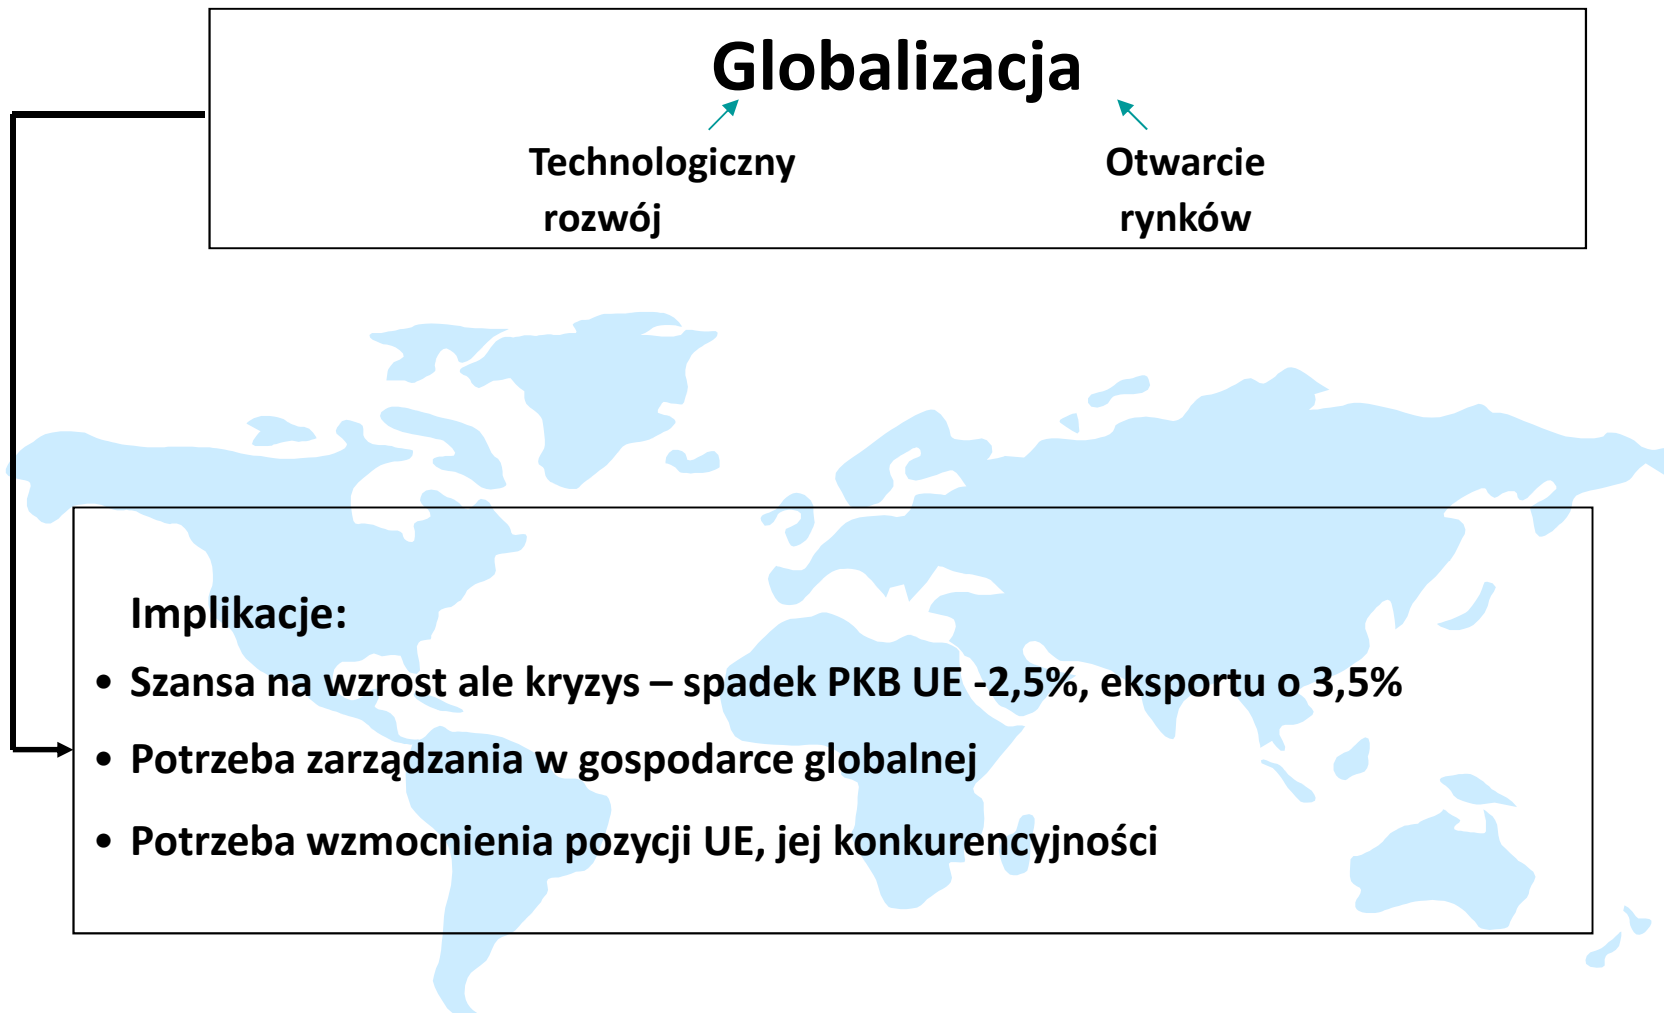 Globalizacja
Technologiczny
rozwój
Otwarcie
rynków
Implikacje:
• Szansa na wzrost ale kryzys – spadek PKB UE -2,5%, eksportu o 3,5%
• Potrzeba zarządzania w gospodarce globalnej
• Potrzeba wzmocnienia pozycji UE, jej konkurencyjności